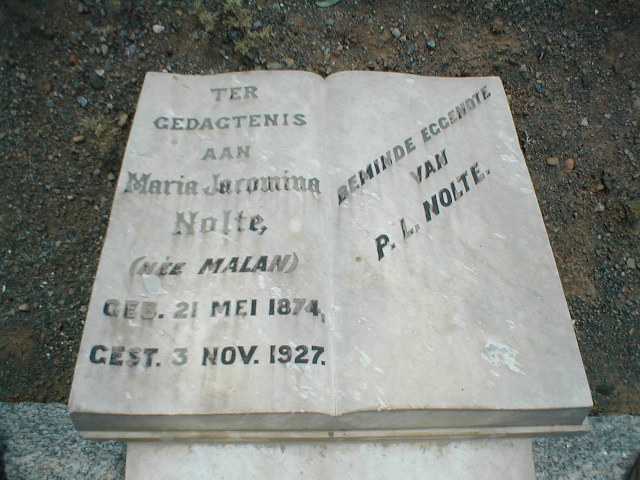 TER
GEDAGTENIS
AAN
Maria Jacomina
Nolte,
(NÉE MALAN)
GEB. 21 MEI 1874,
GEST. 3 NOV. 1927.
BEMINDE EGGENOTE
VAN
P. L. NOLTE.